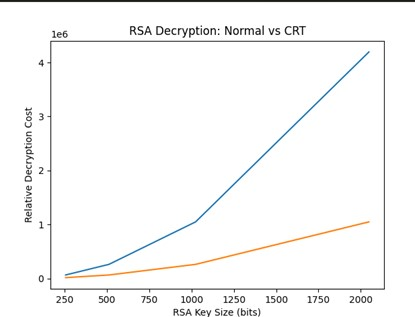 RSA Decryption: Normal vs CRT
1e6
4
3
2
1
0
Relative Decryption Cost
250 500 750 1000 1250 1500 1750 2000
RSA Key Size (bits)